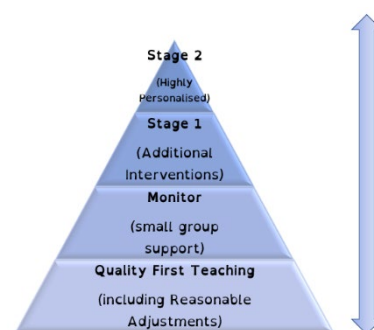 Stage 2
(Highly
Personalised)
Stage 1
(Additional
Interventions)
Monitor
(small group
support)
Quality First Teaching
(including Reasonable
Adjustments)